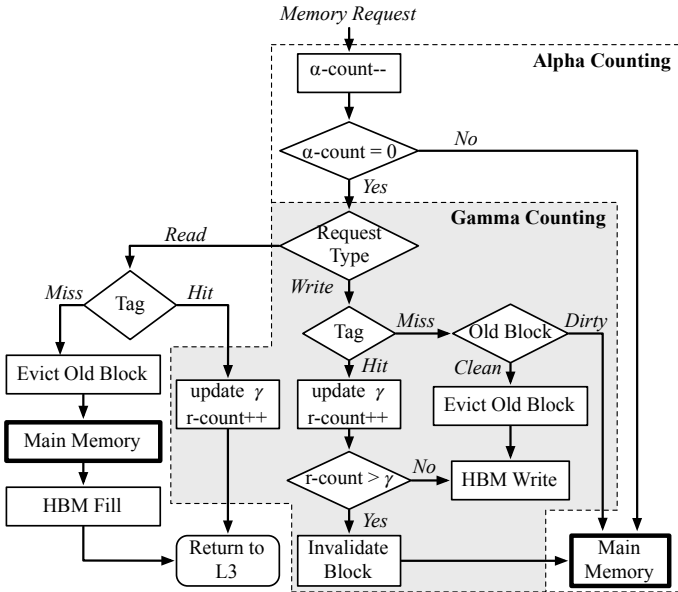 Memory Request
α-count--
Alpha Counting
α-count = 0
No
Yes
Gamma Counting
Read
Request
Type
Write
Miss
Tag
Hit
Tag
Miss
Old Block
Dirty
Hit
Clean
Evict Old Block
update γ
r-count++
update γ
r-count++
Evict Old Block
Main Memory
r-count > γ
No
HBM Write
HBM Fill
Yes
Return to
L3
Invalidate
Block
Main
Memory